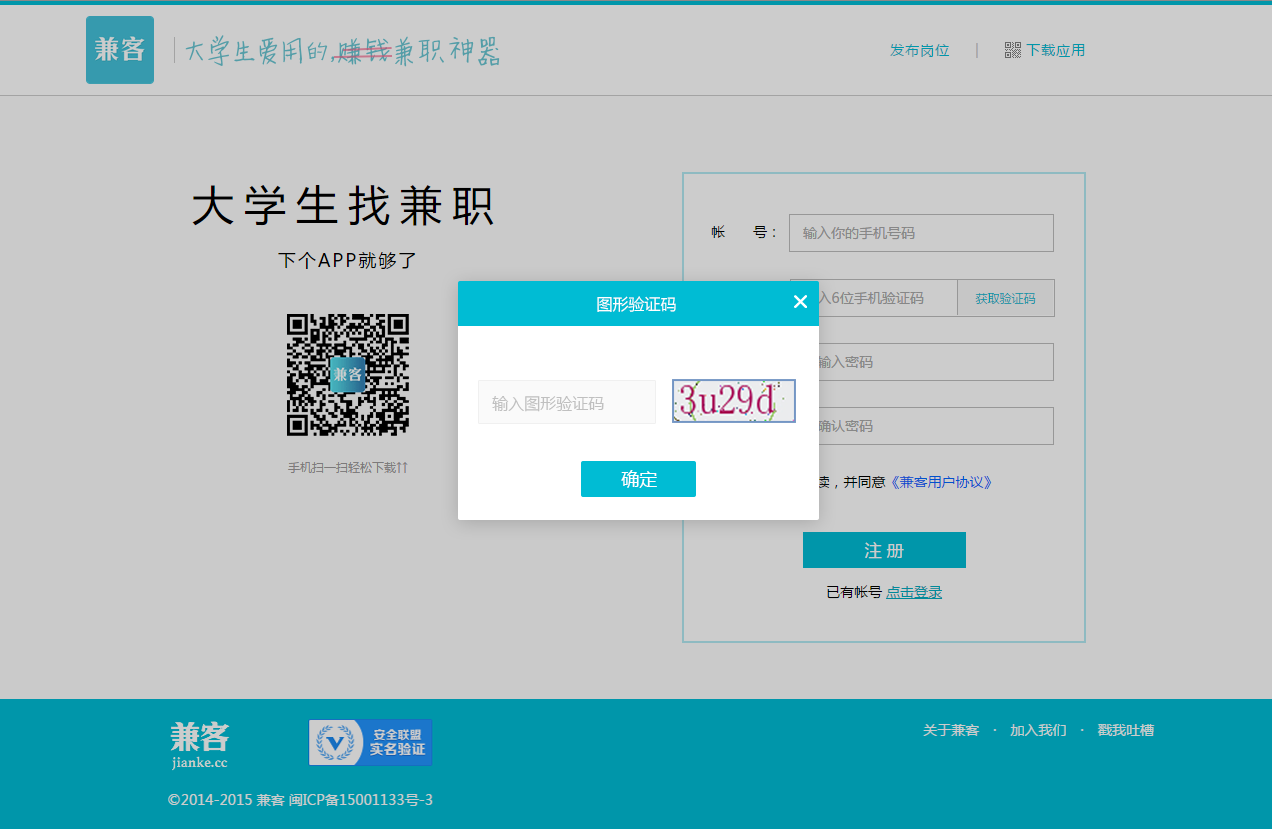 兼客
大学生爱用的,赚钱兼职神器
发布岗位 | 下载应用
大学生找兼职
下个APP就够了
兼客
手机扫一扫轻松下载!!
帐 号：
输入你的手机号码
入6位手机验证码
获取验证码
输入密码
确认密码
读，并同意《兼客用户协议》
注 册
已有帐号 点击登录
图形验证码
输入图形验证码
3u29d
确定
兼客
jianke.cc
安全联盟
实名验证
关于兼客 · 加入我们 · 戳我吐槽
©2014-2015 兼客 闽ICP备15001133号-3